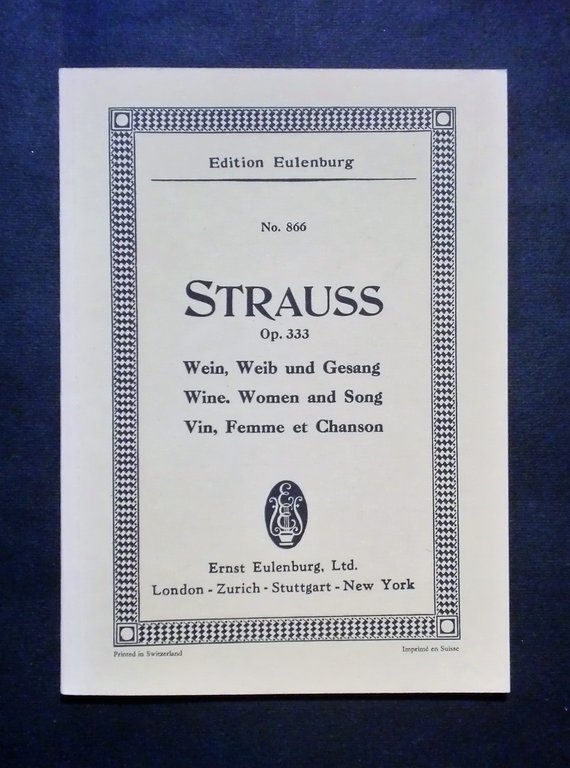 Edition Eulenburg
No. 866
STRAUSS
Op. 333
Wein, Weib und Gesang
Wine. Women and Song
Vin, Femme et Chanson
EE
Ernst Eulenburg, Ltd.
London - Zurich - Stuttgart - New York
Printed in Switzerland
Imprimé en Suisse